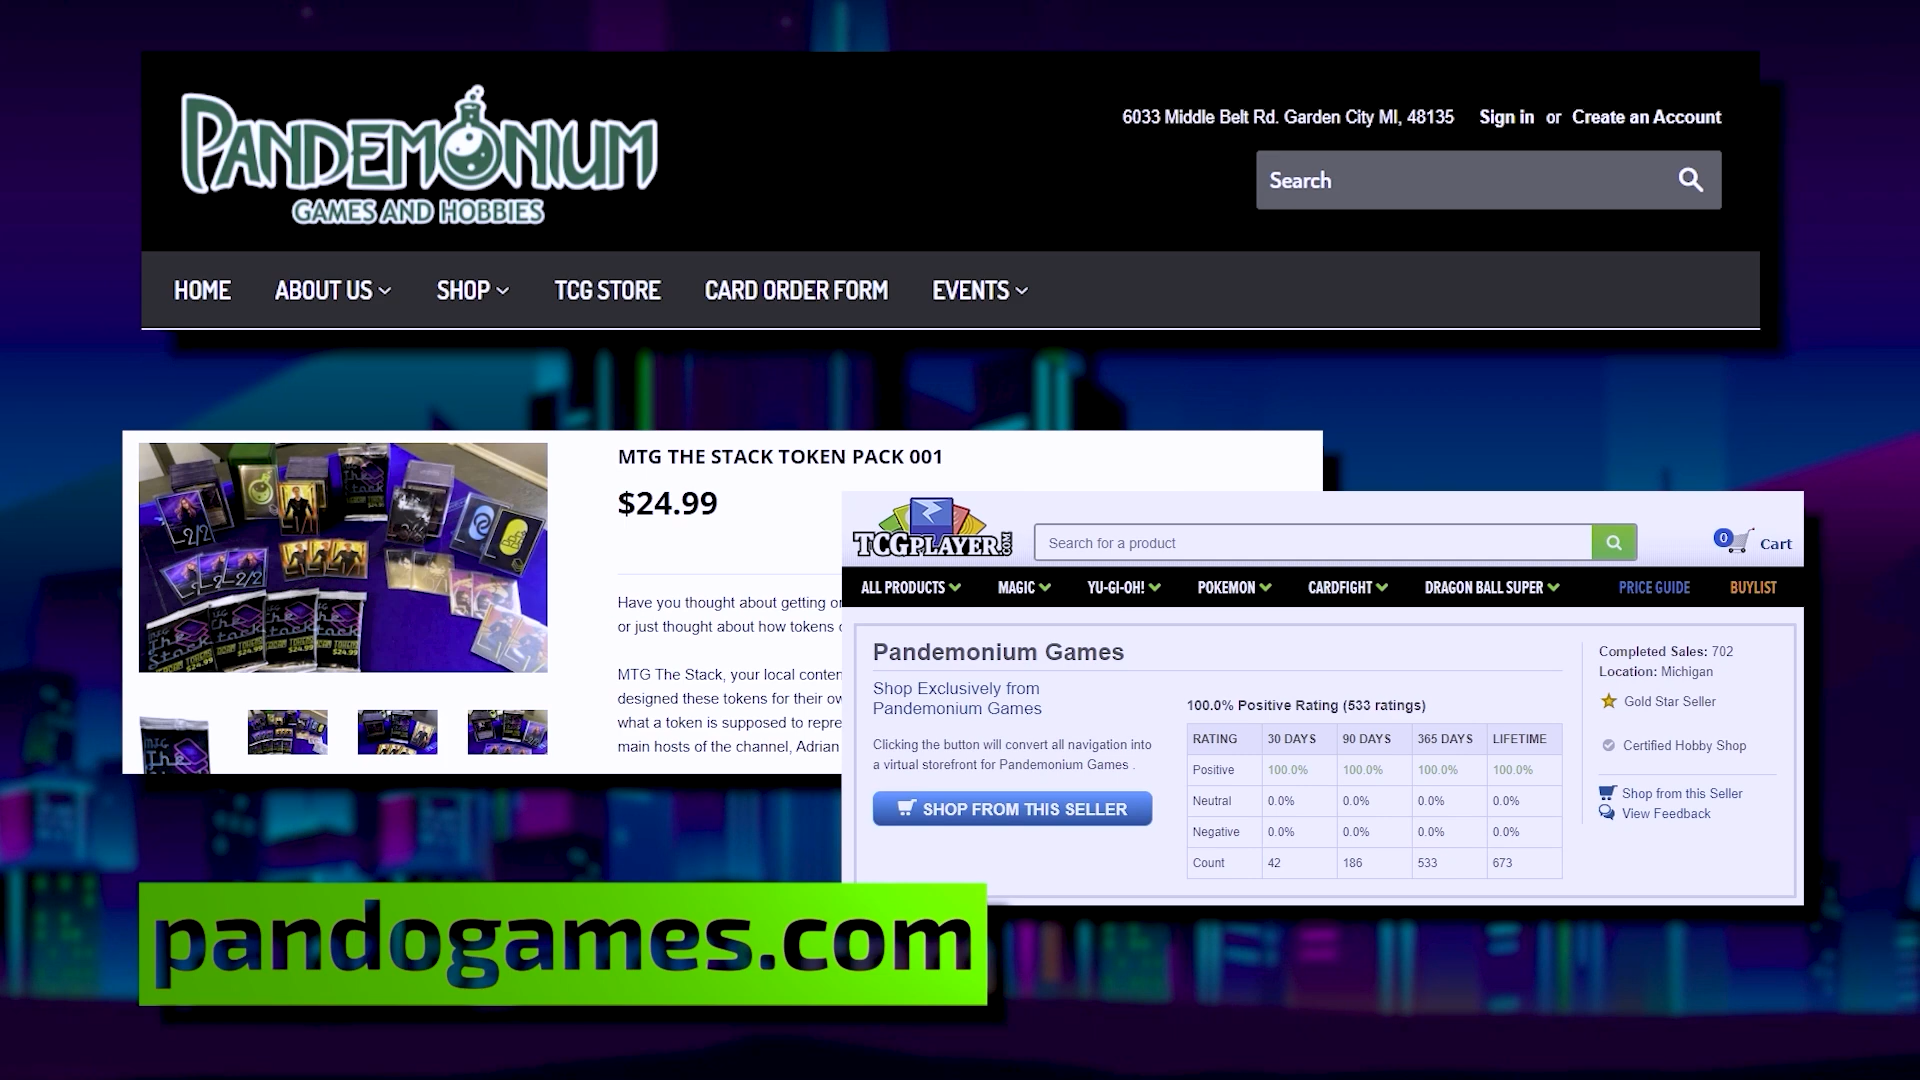 PANDEMONIUM
GAMES AND HOBBIES
6033 Middle Belt Rd. Garden City MI, 48135 Sign in or Create an Account
Search
HOME ABOUT US SHOP TCG STORE CARD ORDER FORM EVENTS
MTG THE STACK TOKEN PACK 001
$24.99
Have you thought about getting
or just thought about how tokens
MTG The Stack, your local
designed these tokens for their
what a token is supposed to
main hosts of the channel, Adrian
TCGPLAYER.COM
Search for a product
0 Cart
ALL PRODUCTS MAGIC YU-GI-OH! POKEMON CARDFIGHT DRAGON BALL SUPER PRICE GUIDE BUYLIST
Pandemonium Games
Shop Exclusively from
Pandemonium Games
Clicking the button will convert all navigation into
a virtual storefront for Pandemonium Games .
SHOP FROM THIS SELLER
100.0% Positive Rating (533 ratings)
RATING 30 DAYS 90 DAYS 365 DAYS LIFETIME
Positive 100.0% 100.0% 100.0% 100.0%
Neutral 0.0% 0.0% 0.0% 0.0%
Negative 0.0% 0.0% 0.0% 0.0%
Count 42 186 533 673
Completed Sales: 702
Location: Michigan
Gold Star Seller
Certified Hobby Shop
Shop from this Seller
View Feedback
pandogames.com